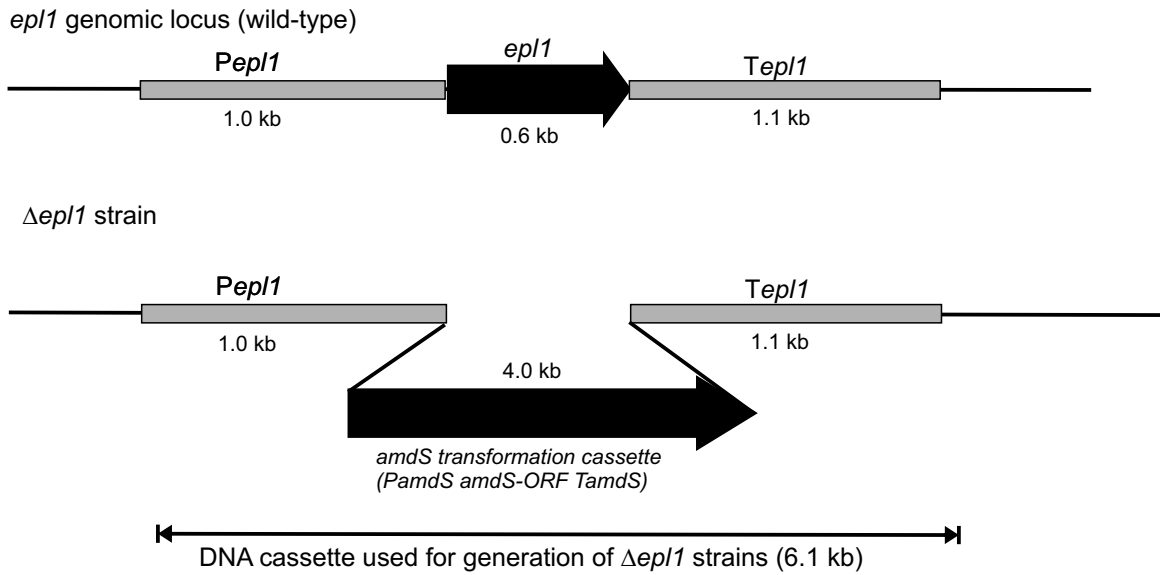 epl1 genomic locus (wild-type)
Pepl1
epl1
Tepl1
1.0 kb
0.6 kb
1.1 kb
Δepl1 strain
Pepl1
Tepl1
1.0 kb
1.1 kb
4.0 kb
amdS transformation cassette
(PamdS amdS-ORF TamdS)
DNA cassette used for generation of Δepl1 strains (6.1 kb)